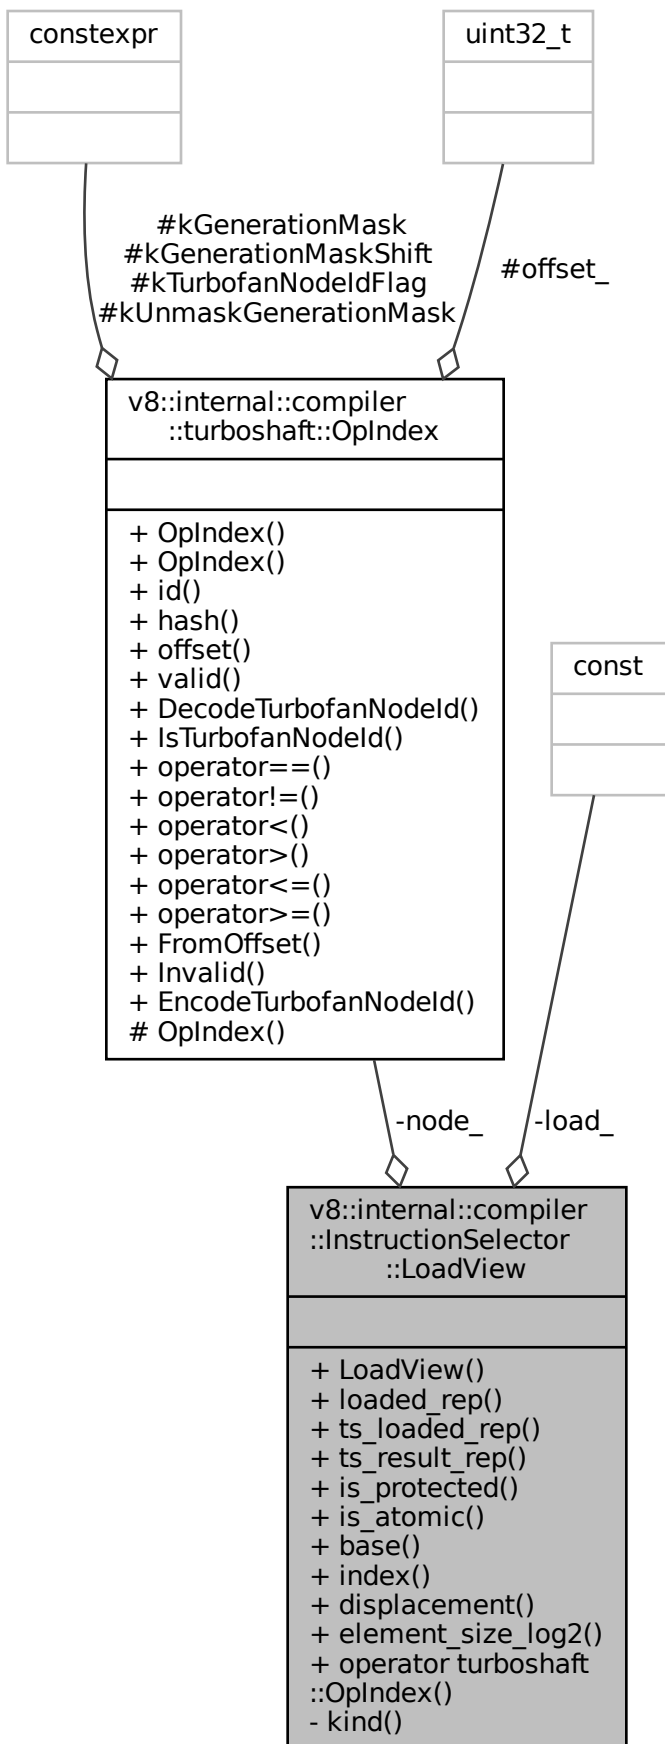 constexpr
uint32_t
#kGenerationMask
#kGenerationMaskShift
#kTurbofanNodeIdFlag
#kUnmaskGenerationMask
#offset_
v8::internal::compiler
::turboshaft::OpIndex
+ OpIndex()
+ OpIndex()
+ id()
+ hash()
+ offset()
+ valid()
+ DecodeTurbofanNodeId()
+ IsTurbofanNodeId()
+ operator==()
+ operator!=()
+ operator<()
+ operator>()
+ operator<=()
+ operator>=()
+ FromOffset()
+ Invalid()
+ EncodeTurbofanNodeId()
# OpIndex()
const
-node_
-load_
v8::internal::compiler
::InstructionSelector
::LoadView
+ LoadView()
+ loaded_rep()
+ ts_loaded_rep()
+ ts_result_rep()
+ is_protected()
+ is_atomic()
+ base()
+ index()
+ displacement()
+ element_size_log2()
+ operator turboshaft
::OpIndex()
- kind()